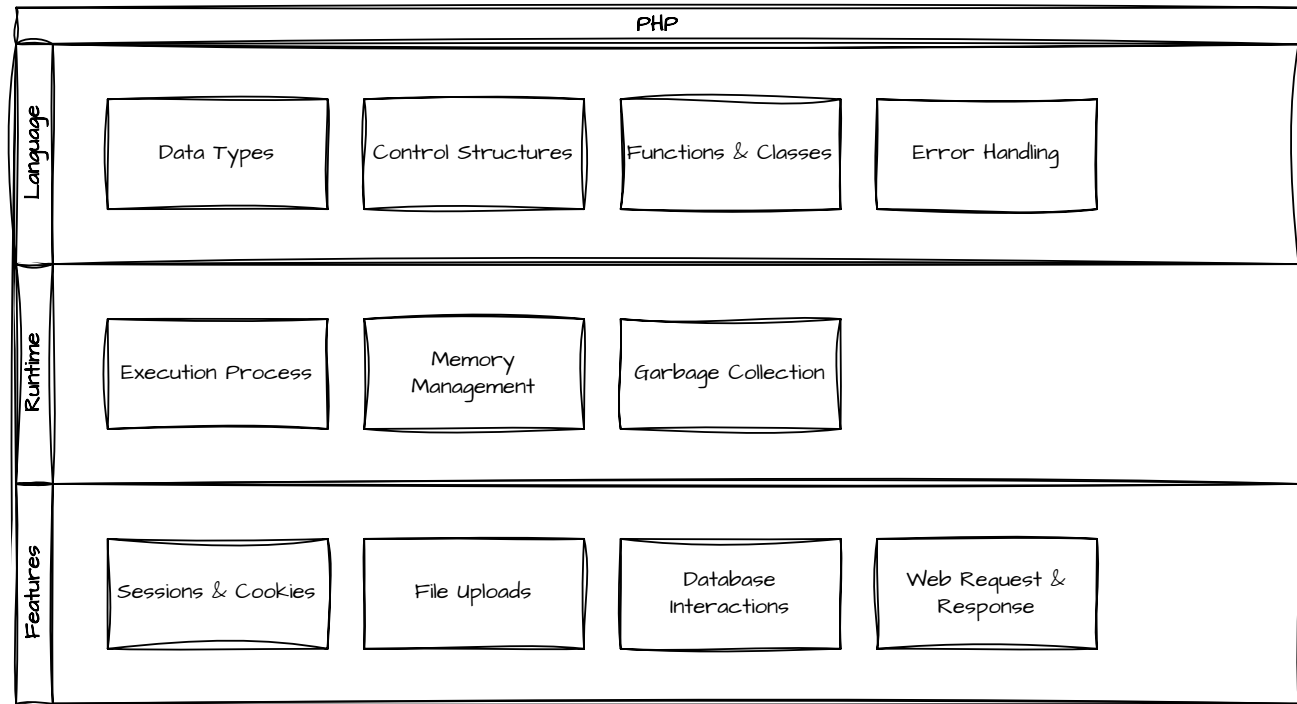 PHP
Language
Data Types
Control Structures
Functions & Classes
Error Handling
Runtime
Execution Process
Memory
Management
Garbage Collection
Features
Sessions & Cookies
File Uploads
Database
Interactions
Web Request &
Response